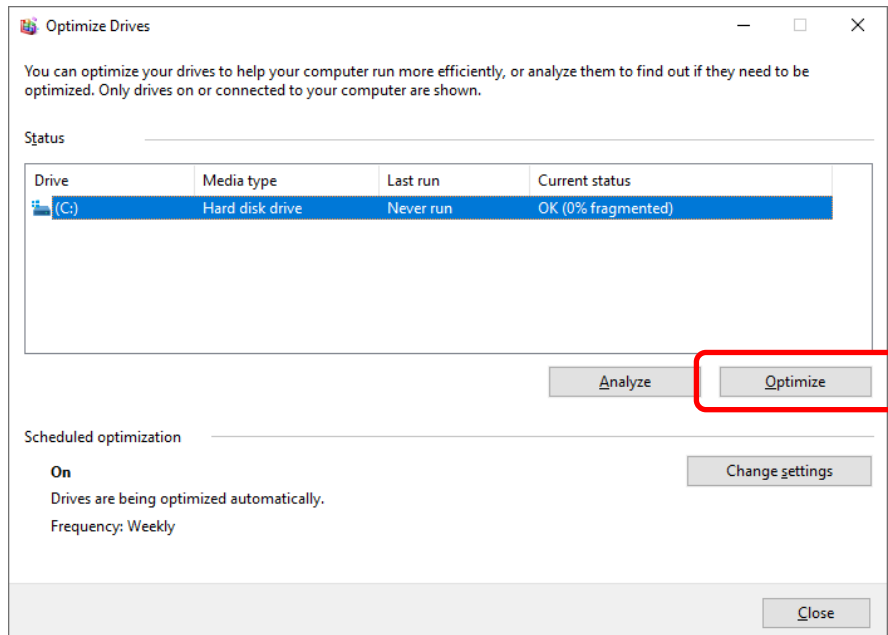 Optimize Drives
You can optimize your drives to help your computer run more efficiently, or analyze them to find out if they need to be
optimized. Only drives on or connected to your computer are shown.
Status
Drive Media type Last run Current status
(C:) Hard disk drive Never run OK (0% fragmented)
Analyze Optimize
Scheduled optimization
On
Change settings
Drives are being optimized automatically.
Frequency: Weekly
Close